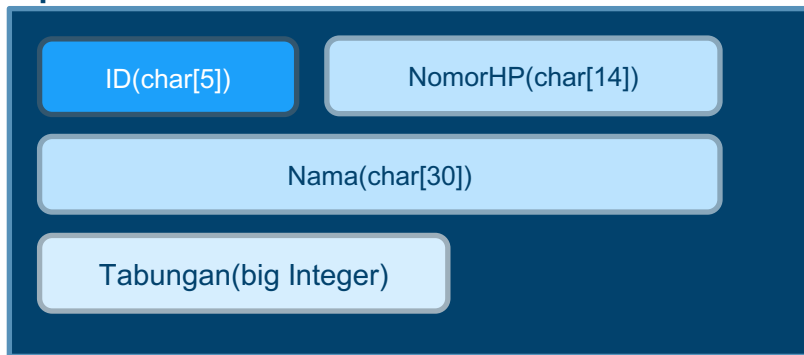 ID(char[5])
NomorHP(char[14])
Nama(char[30])
Tabungan(big Integer)